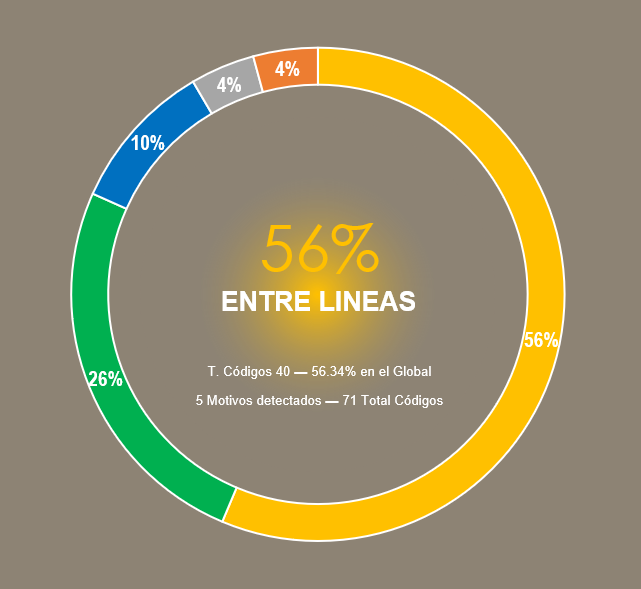 4%
4%
10%
56%
ENTRE LINEAS
56%
T. Códigos 40 — 56.34% en el Global
26%
5 Motivos detectados — 71 Total Códigos